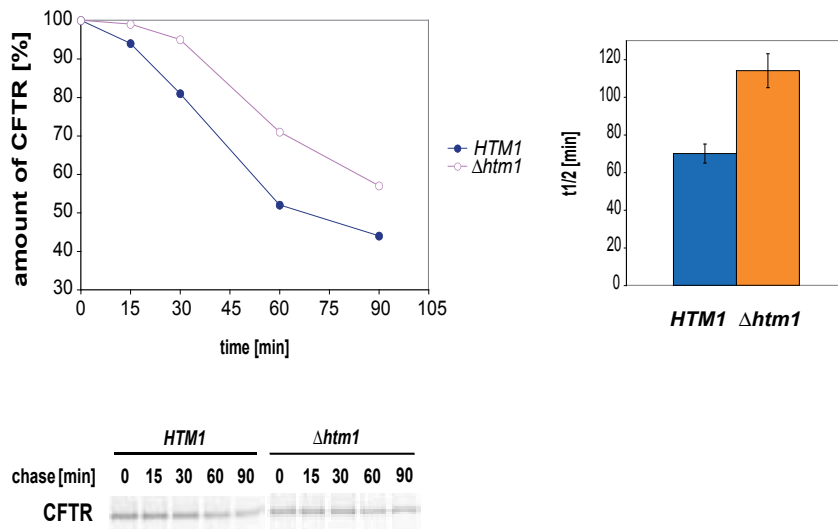 amount of CFTR [%]
100
90
80
70
60
50
40
30
0 15 30 45 60 75 90 105
time [min]
HTM1
Δhtm1
t1/2 [min]
120
100
80
60
40
20
0
HTM1 Δhtm1
HTM1 Δhtm1
chase [min] 0 15 30 60 90 0 15 30 60 90
CFTR